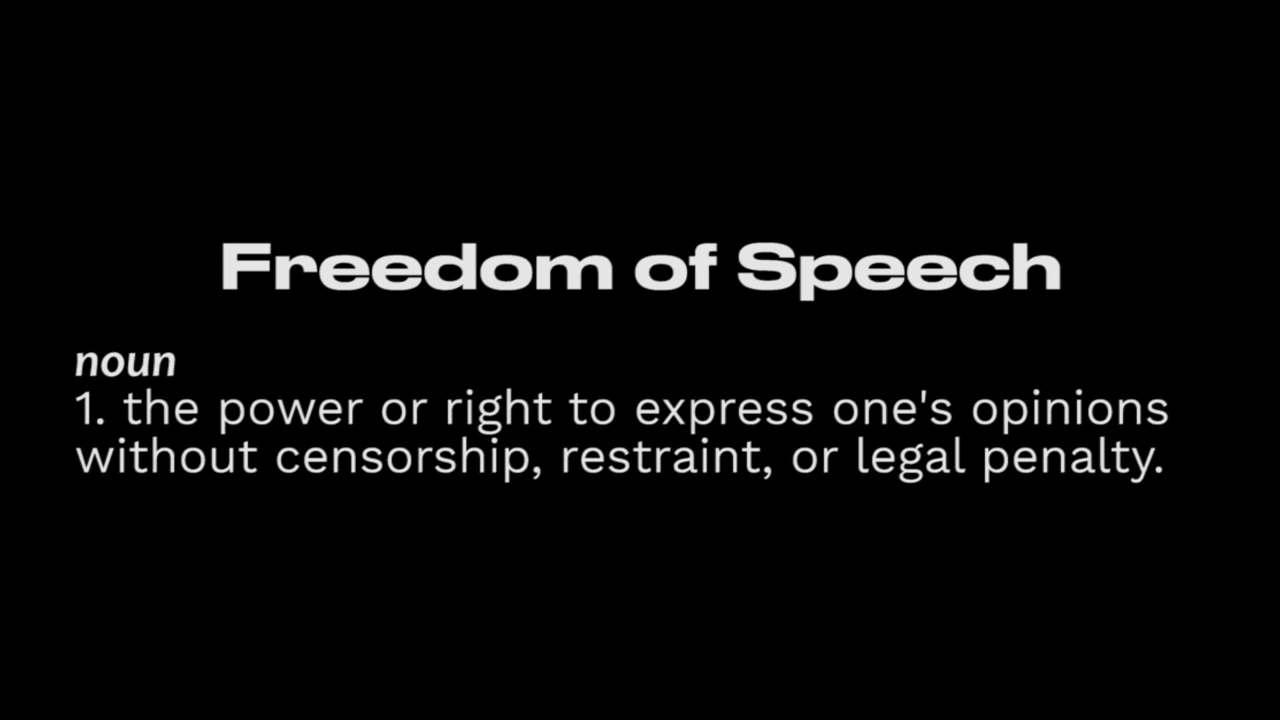 Freedom of Speech
noun
1. the power or right to express one's opinions
without censorship, restraint, or legal penalty.